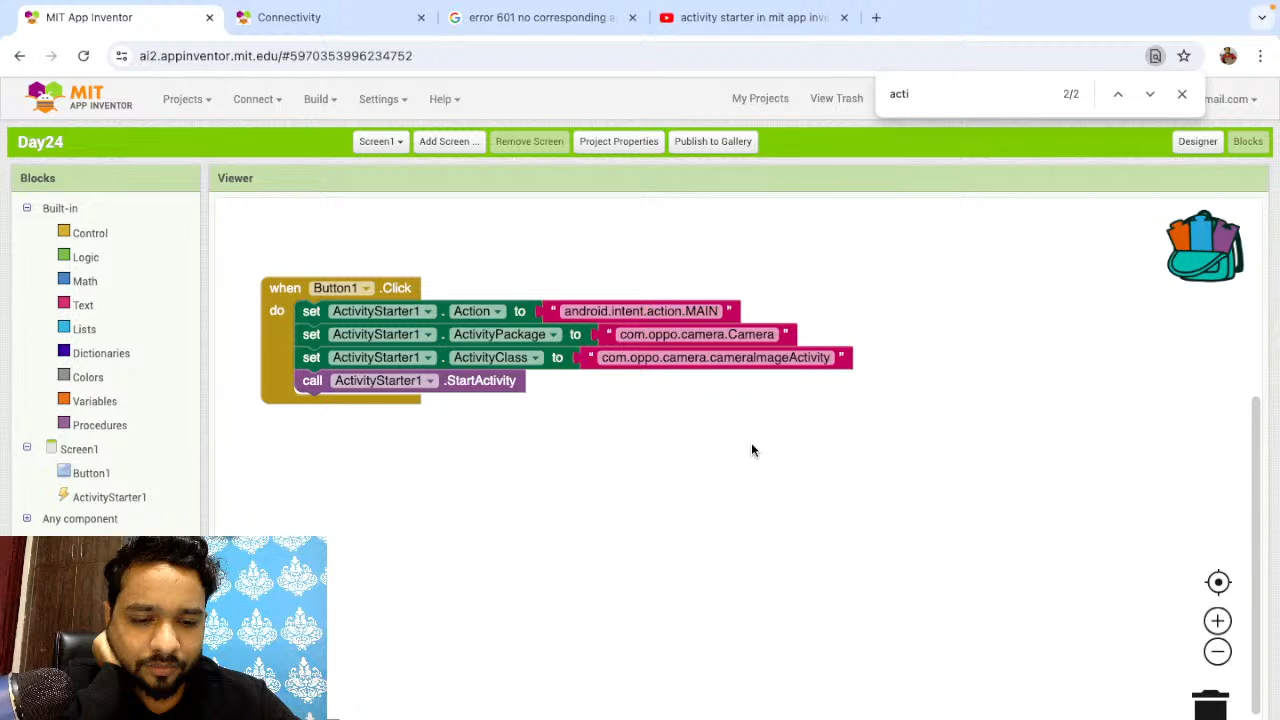 MIT App Inventor
Connectivity
error 601 no corresponding a
activity starter in mit app inve
ai2.appinventor.mit.edu/#5970353996234752
acti
2/2
MIT
APP INVENTOR
Projects
Connect
Build
Settings
Help
My Projects
View Trash
mail.com
Day24
Screen1
Add Screen ...
Remove Screen
Project Properties
Publish to Gallery
Designer
Blocks
Blocks
Viewer
Built-in
Control
Logic
Math
Text
Lists
Dictionaries
Colors
Variables
Procedures
Screen1
Button1
ActivityStarter1
Any component
when Button1 .Click
do set ActivityStarter1 . Action to “ android.intent.action.MAIN ”
set ActivityStarter1 . ActivityPackage to “ com.oppo.camera.Camera ”
set ActivityStarter1 . ActivityClass to “ com.oppo.camera.cameraImageActivity ”
call ActivityStarter1 .StartActivity